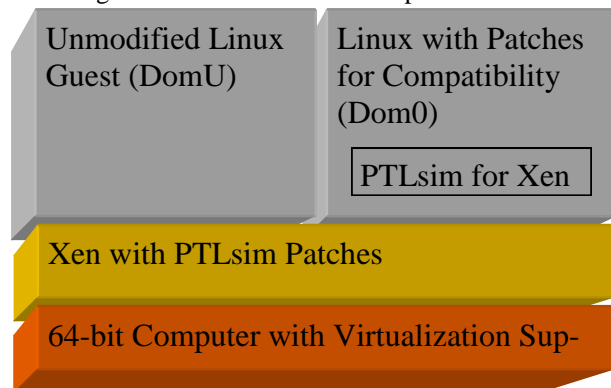 Unmodified Linux
Guest (DomU)
Linux with Patches
for Compatibility
(Dom0)
PTLsim for Xen
Xen with PTLsim Patches
64-bit Computer with Virtualization Sup-